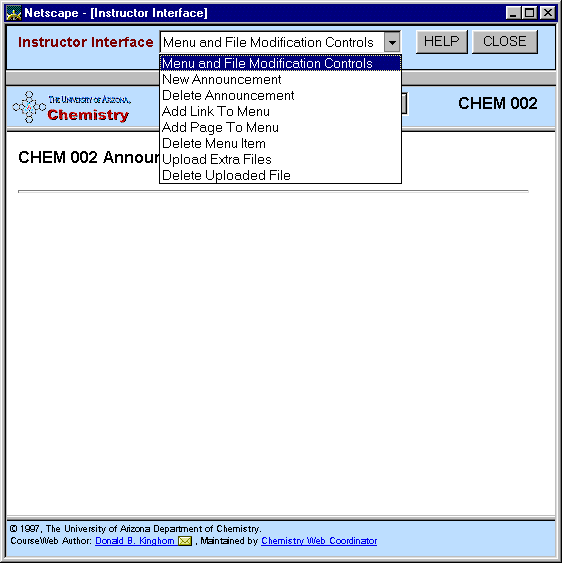 Netscape - [Instructor Interface]
Instructor Interface Menu and File Modification Controls HELP CLOSE
Menu and File Modification Controls
New Announcement
Delete Announcement
Add Link To Menu
Add Page To Menu
Delete Menu Item
Upload Extra Files
Delete Uploaded File
THE UNIVERSITY OF ARIZONA
Chemistry
CHEM 002
CHEM 002 Annou
© 1997, The University of Arizona Department of Chemistry.
CourseWeb Author: Donald B. Kinghorn , Maintained by Chemistry Web Coordinator